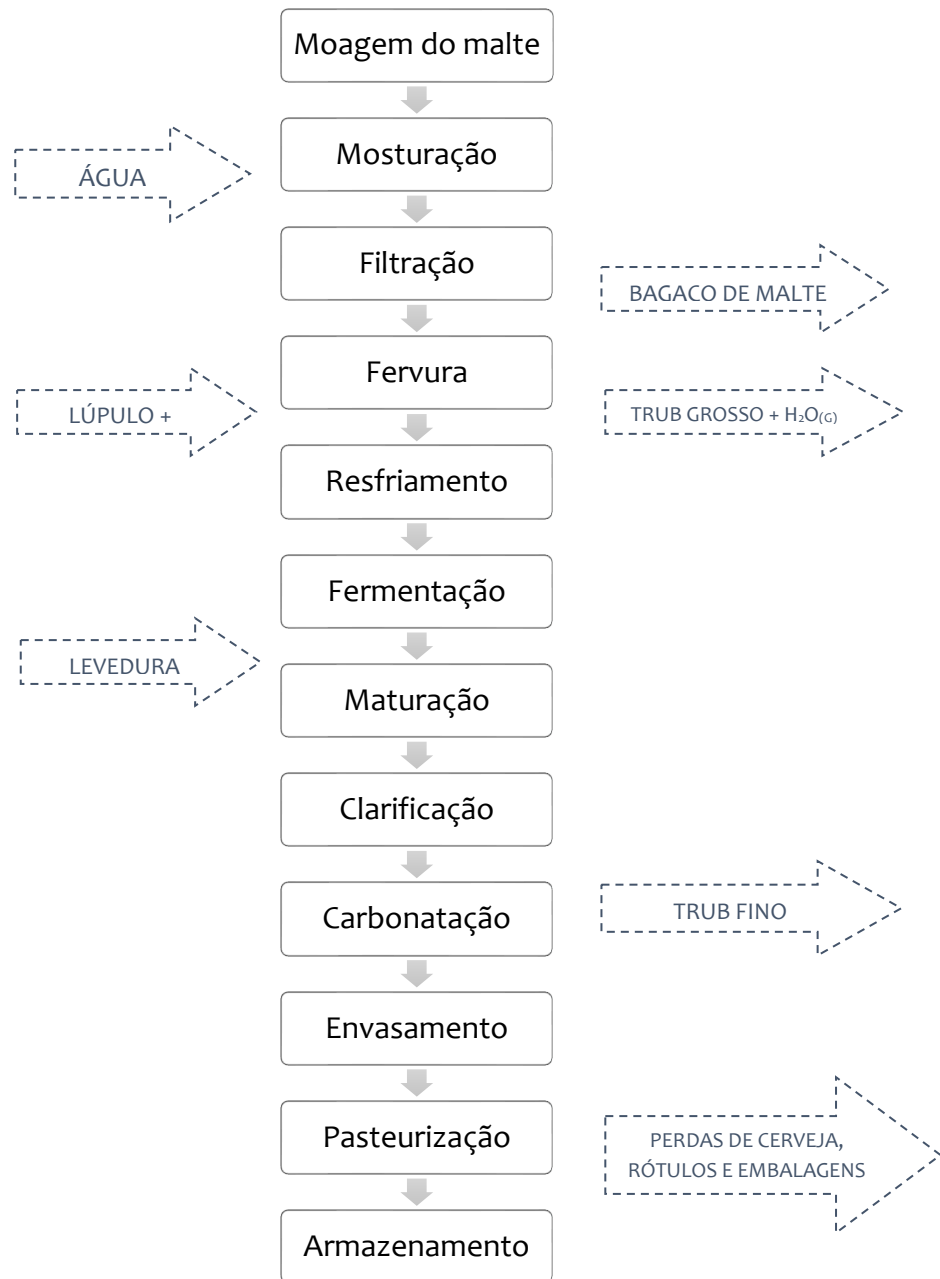 Moagem do malte
Mosturação
ÁGUA
Filtração
BAGACO DE MALTE
Fervura
LÚPULO +
TRUB GROSSO + H₂O(G)
Resfriamento
Fermentação
LEVEDURA
Maturação
Clarificação
Carbonatação
TRUB FINO
Envasamento
Pasteurização
PERDAS DE CERVEJA,
RÓTULOS E EMBALAGENS
Armazenamento